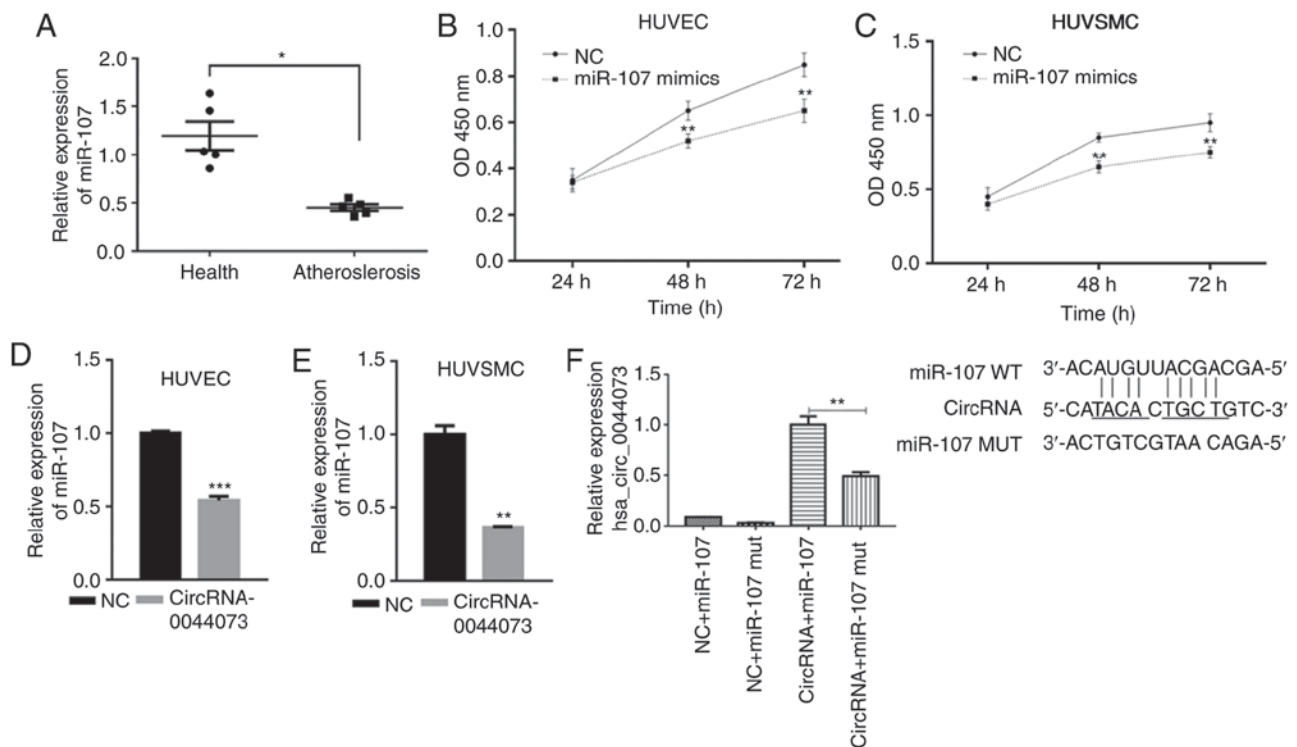 A
Relative expression
of miR-107
2.0
1.5
1.0
0.5
0.0
*
Health
Atheroslerosis
B
HUVEC
OD 450 nm
1.0
0.8
0.6
0.4
0.2
0.0
NC
miR-107 mimics
**
**
24 h
48 h
72 h
Time (h)
C
HUVSMC
OD 450 nm
1.5
1.0
0.5
0.0
NC
miR-107 mimics
**
**
24 h
48 h
72 h
Time (h)
D
HUVEC
Relative expression
of miR-107
1.5
1.0
0.5
0.0
***
NC
CircRNA-
0044073
E
HUVSMC
Relative expression
of miR-107
1.5
1.0
0.5
0.0
**
NC
CircRNA-
0044073
F
Relative expression
hsa_circ_0044073
1.5
1.0
0.5
0.0
**
NC+miR-107
NC+miR-107 mut
CircRNA+miR-107
CircRNA+miR-107 mut
miR-107 WT 3′-ACAUGUUACGACGA-5′
CircRNA 5′-CATACA CTGCTGTC-3′
miR-107 MUT 3′-ACTGTCGTAA CAGA-5′